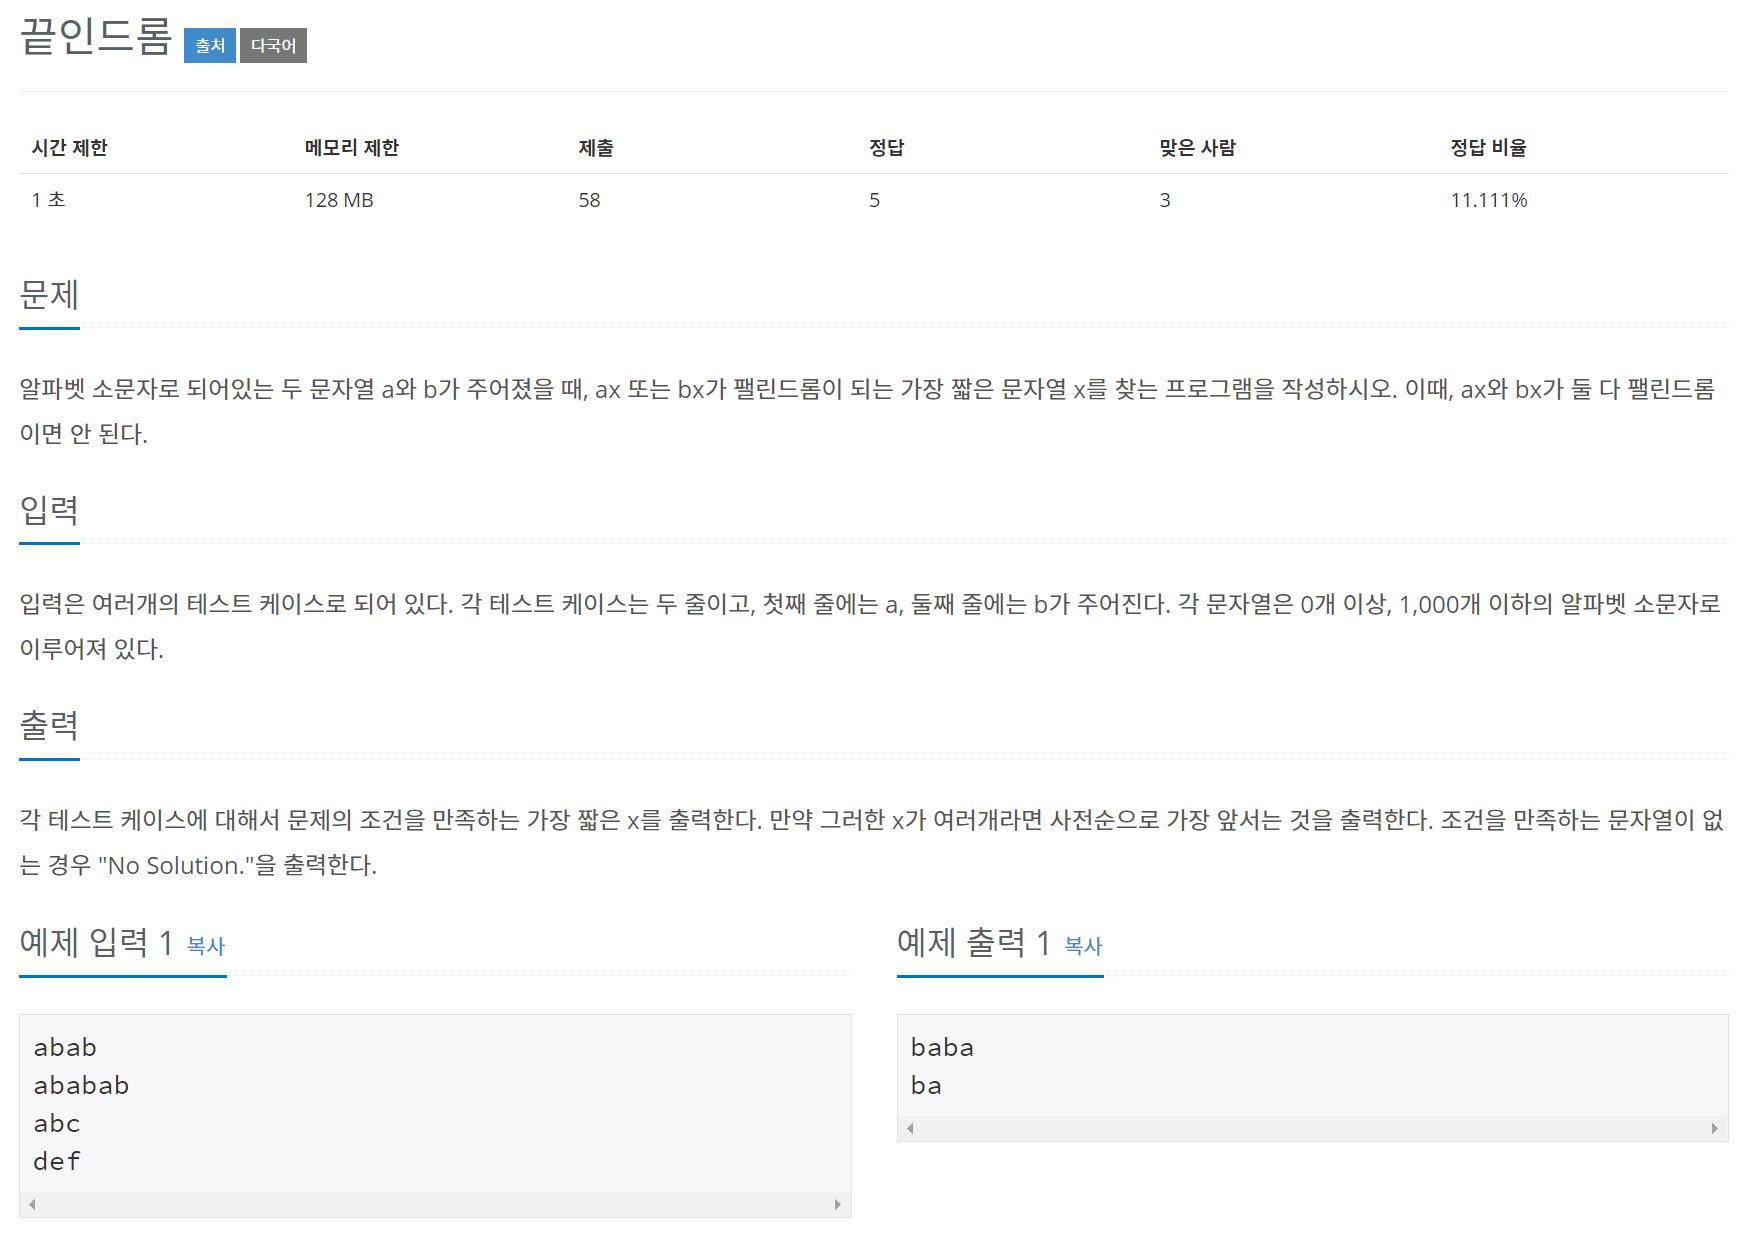 끝인드롬 출처 다국어
시간 제한 메모리 제한 제출 정답 맞은 사람 정답 비율
1 초 128 MB 58 5 3 11.111%
문제
알파벳 소문자로 되어있는 두 문자열 a와 b가 주어졌을 때, ax 또는 bx가 팰린드롬이 되는 가장 짧은 문자열 x를 찾는 프로그램을 작성하시오. 이때, ax와 bx가 둘 다 팰린드롬
이면 안 된다.
입력
입력은 여러개의 테스트 케이스로 되어 있다. 각 테스트 케이스는 두 줄이고, 첫째 줄에는 a, 둘째 줄에는 b가 주어진다. 각 문자열은 0개 이상, 1,000개 이하의 알파벳 소문자로
이루어져 있다.
출력
각 테스트 케이스에 대해서 문제의 조건을 만족하는 가장 짧은 x를 출력한다. 만약 그러한 x가 여러개라면 사전순으로 가장 앞서는 것을 출력한다. 조건을 만족하는 문자열이 없
는 경우 "No Solution."을 출력한다.
예제 입력 1 복사
abab
ababab
abc
def
예제 출력 1 복사
baba
ba